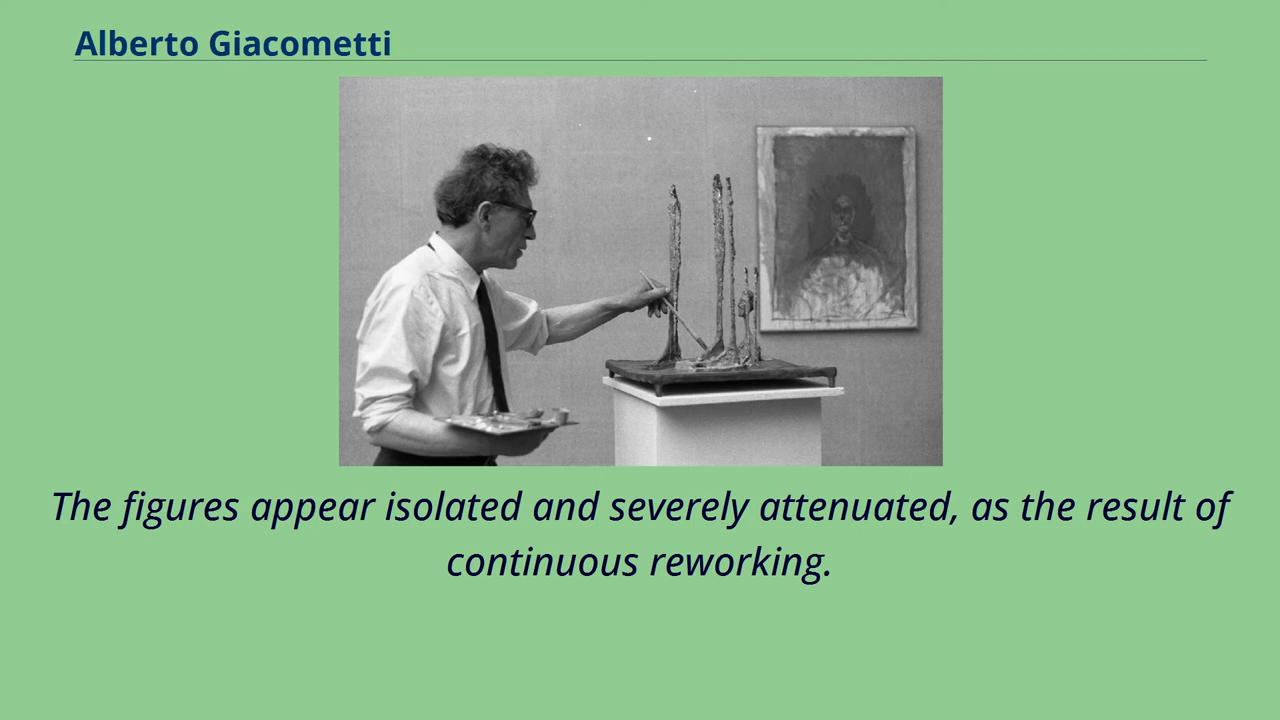 Alberto Giacometti
The figures appear isolated and severely attenuated, as the result of
continuous reworking.